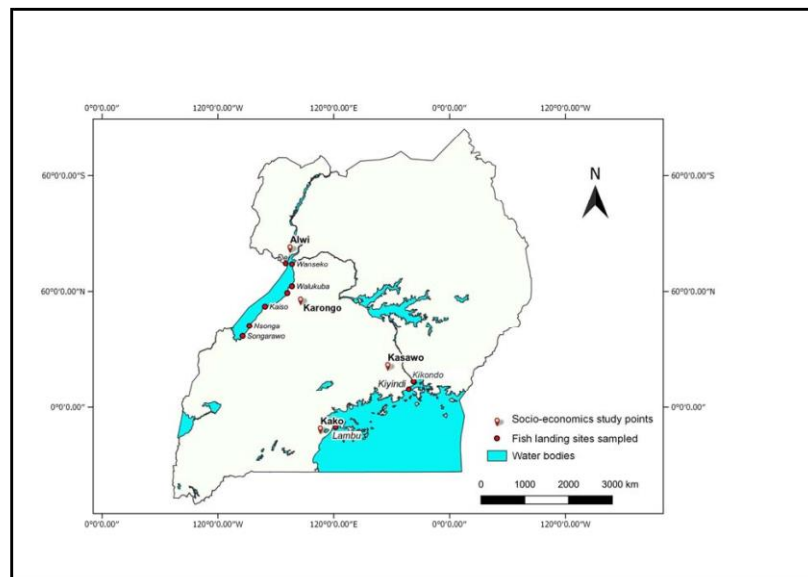 0°0'0.00" 120°0'0.00"W 120°0'0.00"E 0°0'0.00" 120°0'0.00"W
60°0'0.00"S 60°0'0.00"S
N
Alwi
Wanseko
60°0'0.00"N 60°0'0.00"N
Walukuba
Kaiso Karongo
Nsonga
Songarawo
Kasawo
Kikondo
Kiyindi
0°0'0.00" 0°0'0.00"
Kako
Lambu
Socio-economics study points
Fish landing sites sampled
Water bodies
0 1000 2000 3000 km
0°0'0.00" 120°0'0.00"W 120°0'0.00"E 0°0'0.00" 120°0'0.00"W